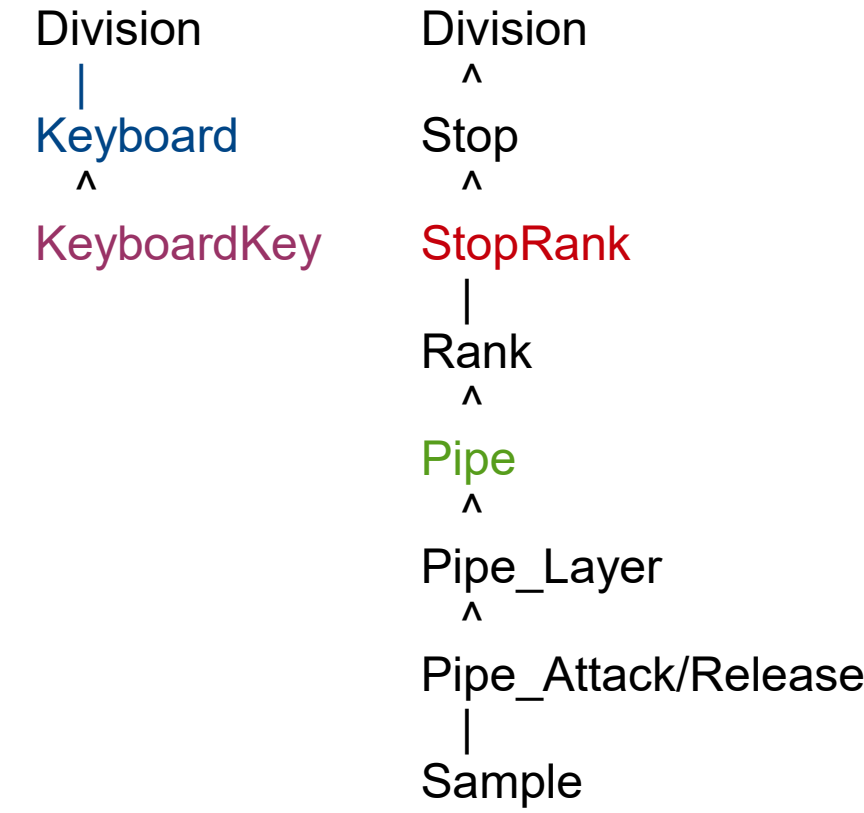 Division
|
Keyboard
^
KeyboardKey
Division
^
Stop
^
StopRank
|
Rank
^
Pipe
^
Pipe_Layer
^
Pipe_Attack/Release
|
Sample